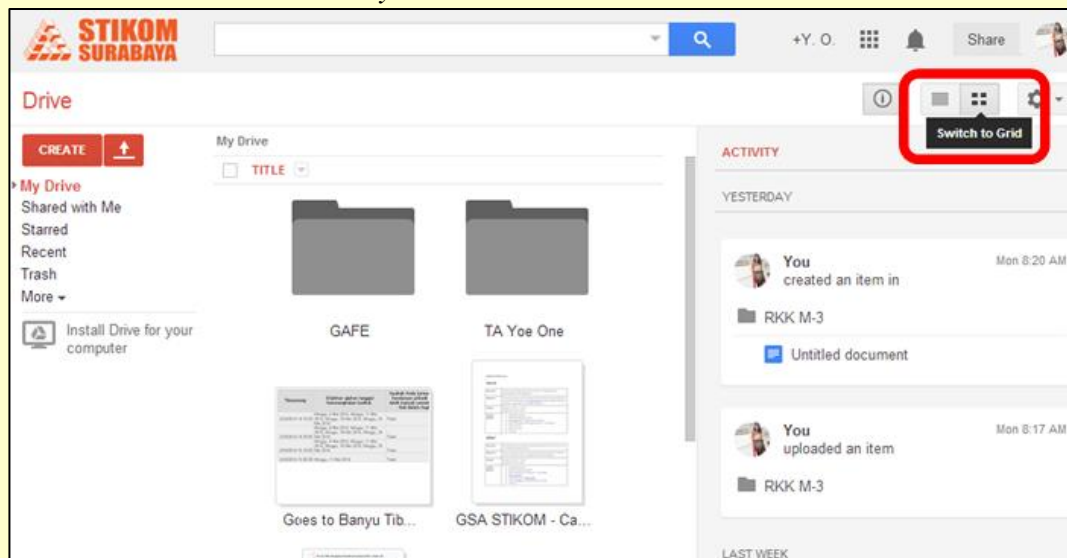 STIKOM
SURABAYA
+Y. O.
Share
Drive
Switch to Grid
CREATE
My Drive
Shared with Me
Starred
Recent
Trash
More
Install Drive for your
computer
My Drive
TITLE
GAFE
TA Yoe One
Goes to Banyu Tib...
GSA STIKOM - Ca...
ACTIVITY
YESTERDAY
You
Mon 8:20 AM
created an item in
RKK M-3
Untitled document
You
Mon 8:17 AM
uploaded an item
RKK M-3
LAST WEEK